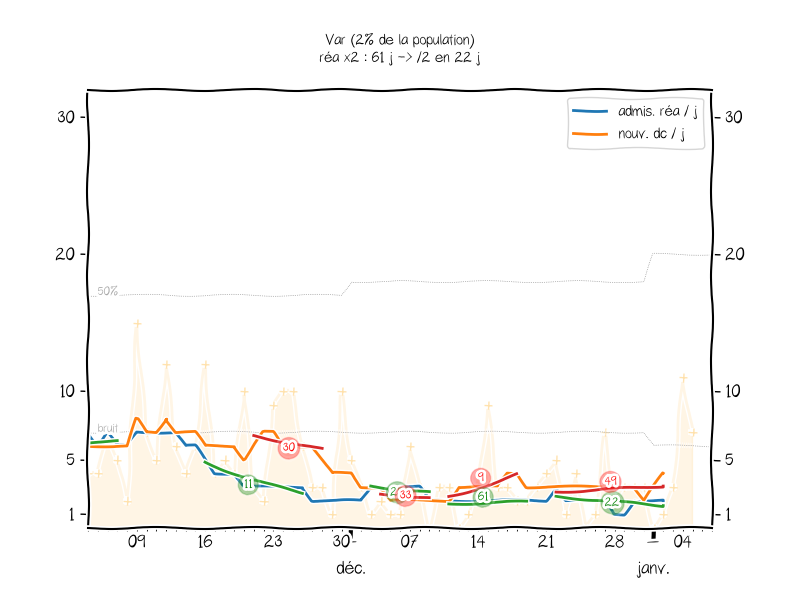 Var (2% de la population)
réa x2 : 61 j -> /2 en 22 j
admis. réa / j
nouv. dc / j
30 30
20 20
50%
10 10
bruit
5 5
1 1
11 30 33 9 61 49 22
09 16 23 30 07 14 21 28 04
déc. janv.